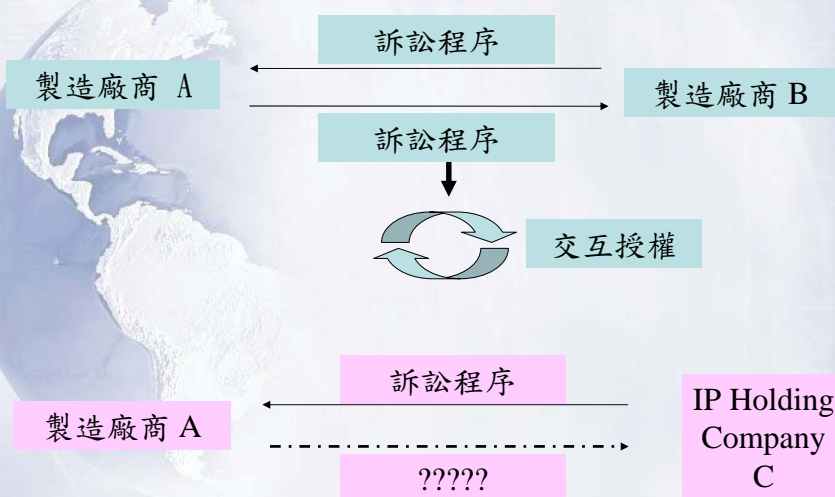 訴訟程序
製造廠商 A
製造廠商 B
訴訟程序
交互授權
訴訟程序
製造廠商 A
IP Holding
Company
C
?????